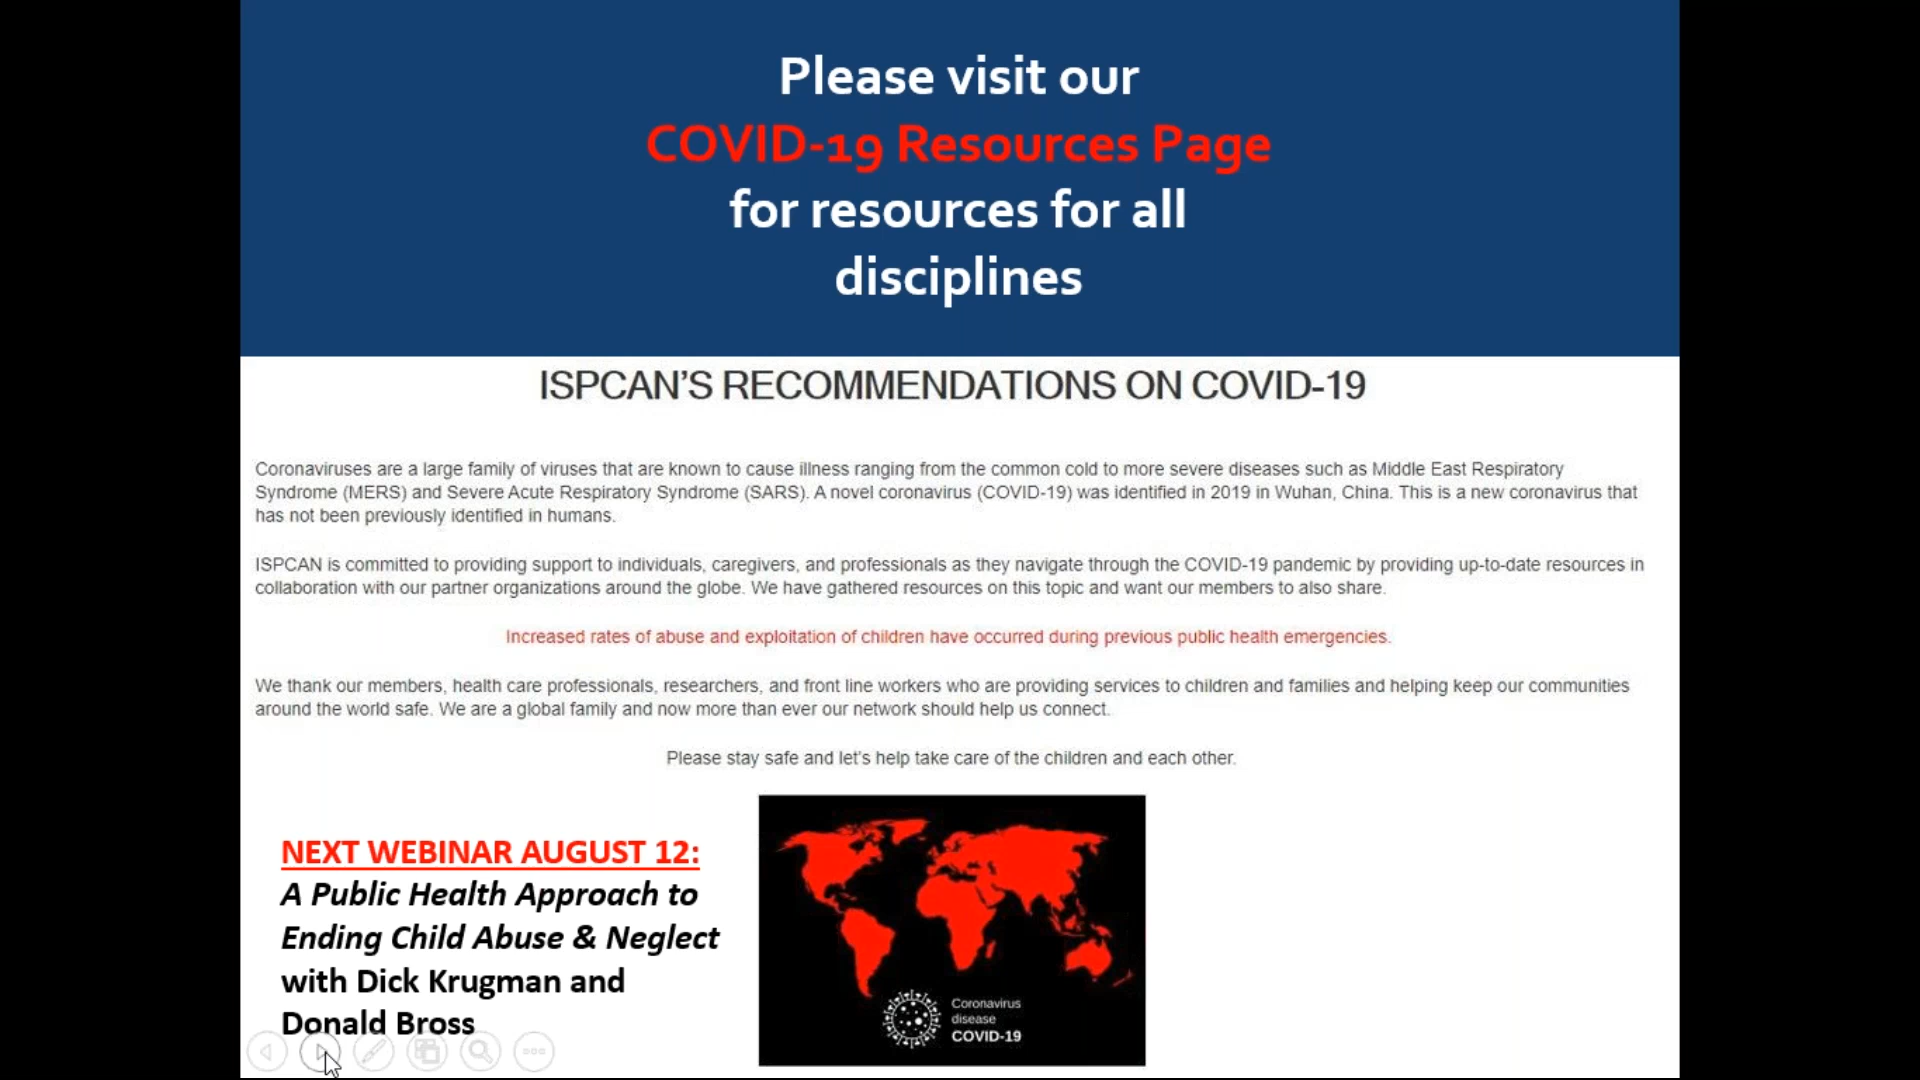 Please visit our
COVID-19 Resources Page
for resources for all
disciplines
ISPCAN'S RECOMMENDATIONS ON COVID-19
Coronaviruses are a large family of viruses that are known to cause illness ranging from the common cold to more severe diseases such as Middle East Respiratory
Syndrome (MERS) and Severe Acute Respiratory Syndrome (SARS). A novel coronavirus (COVID-19) was identified in 2019 in Wuhan, China. This is a new coronavirus that
has not been previously identified in humans.
ISPCAN is committed to providing support to individuals, caregivers, and professionals as they navigate through the COVID-19 pandemic by providing up-to-date resources in
collaboration with our partner organizations around the globe. We have gathered resources on this topic and want our members to also share.
Increased rates of abuse and exploitation of children have occurred during previous public health emergencies.
We thank our members, health care professionals, researchers, and front line workers who are providing services to children and families and helping keep our communities
around the world safe. We are a global family and now more than ever our network should help us connect.
Please stay safe and let's help take care of the children and each other.
NEXT WEBINAR AUGUST 12:
A Public Health Approach to
Ending Child Abuse & Neglect
with Dick Krugman and
Donald Bross
Coronavirus
disease
COVID-19